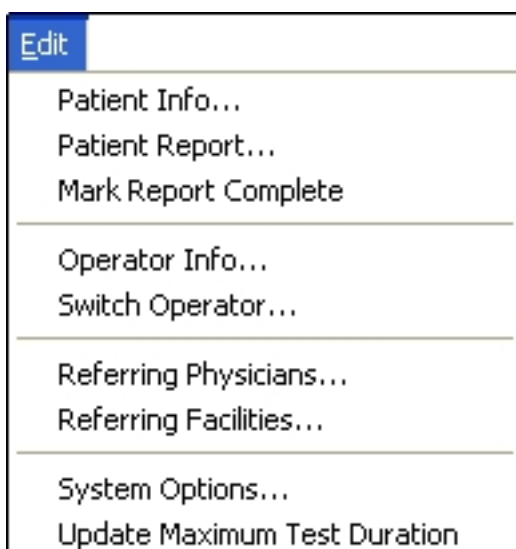 Edit
Patient Info...
Patient Report...
Mark Report Complete
Operator Info...
Switch Operator...
Referring Physicians...
Referring Facilities...
System Options...
Update Maximum Test Duration